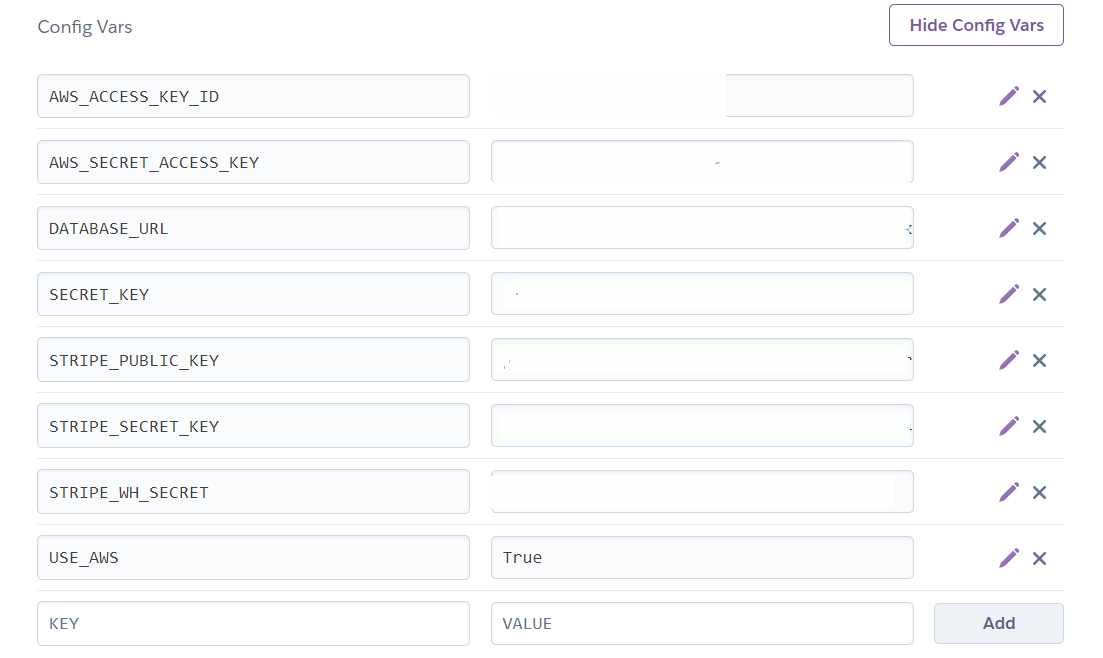 Config Vars
Hide Config Vars
AWS_ACCESS_KEY_ID
AWS_SECRET_ACCESS_KEY
DATABASE_URL
SECRET_KEY
STRIPE_PUBLIC_KEY
STRIPE_SECRET_KEY
STRIPE_WH_SECRET
USE_AWS True
KEY VALUE Add